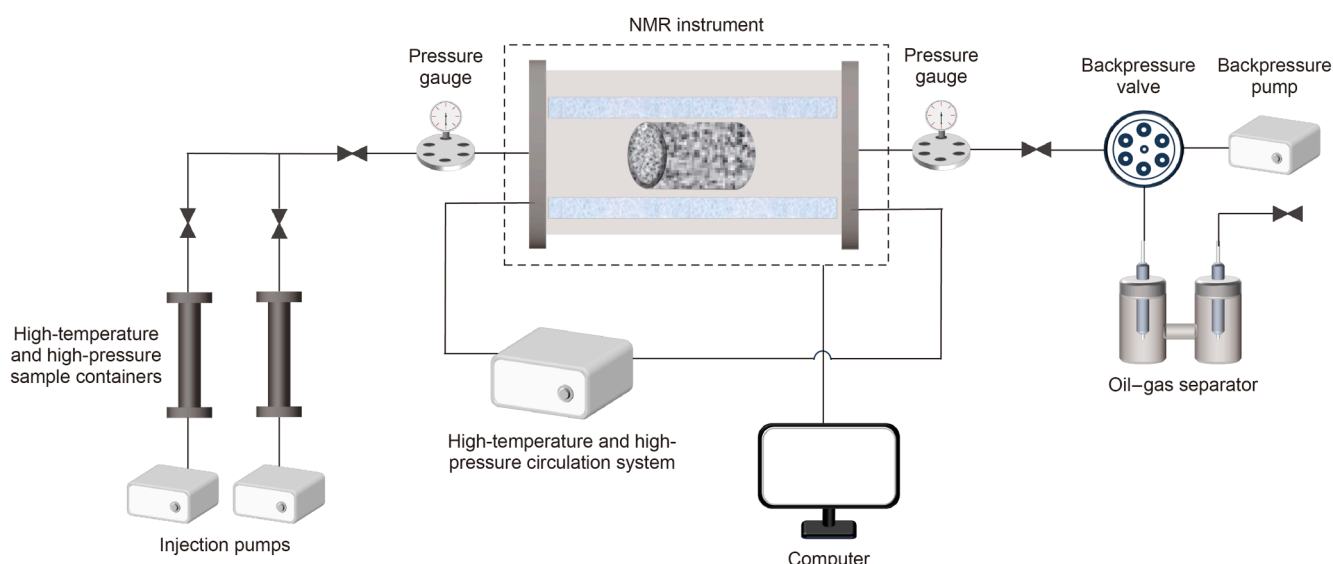 NMR instrument
Pressure
gauge
Pressure
gauge
Backpressure
valve
Backpressure
pump
High-temperature
and high-pressure
sample containers
Oil–gas separator
High-temperature and high-
pressure circulation system
Injection pumps
Computer